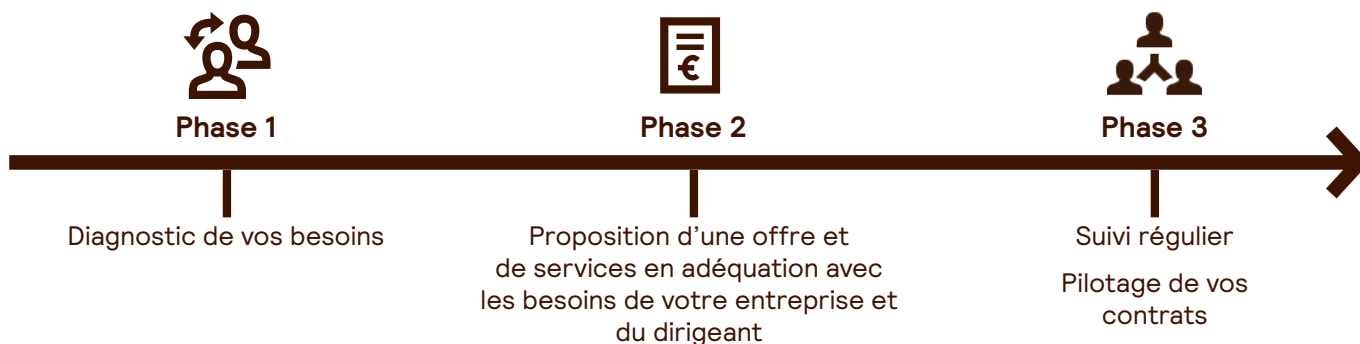 Phase 1
Diagnostic de vos besoins
€
Phase 2
Proposition d’une offre et
de services en adéquation avec
les besoins de votre entreprise et
du dirigeant
Phase 3
Suivi régulier
Pilotage de vos
contrats